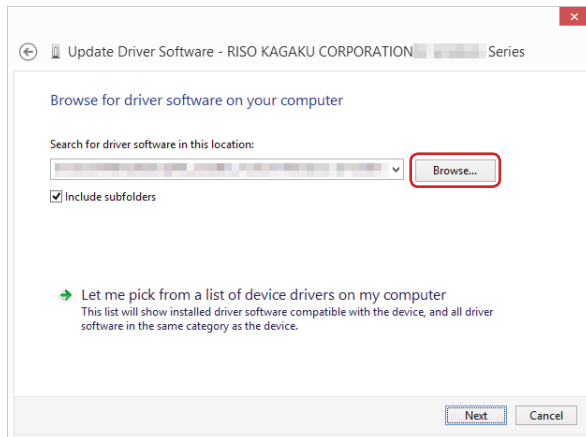 Update Driver Software - RISO KAGAKU CORPORATION Series
Browse for driver software on your computer
Search for driver software in this location:
Browse...
Include subfolders
Let me pick from a list of device drivers on my computer
This list will show installed driver software compatible with the device, and all driver
software in the same category as the device.
Next Cancel